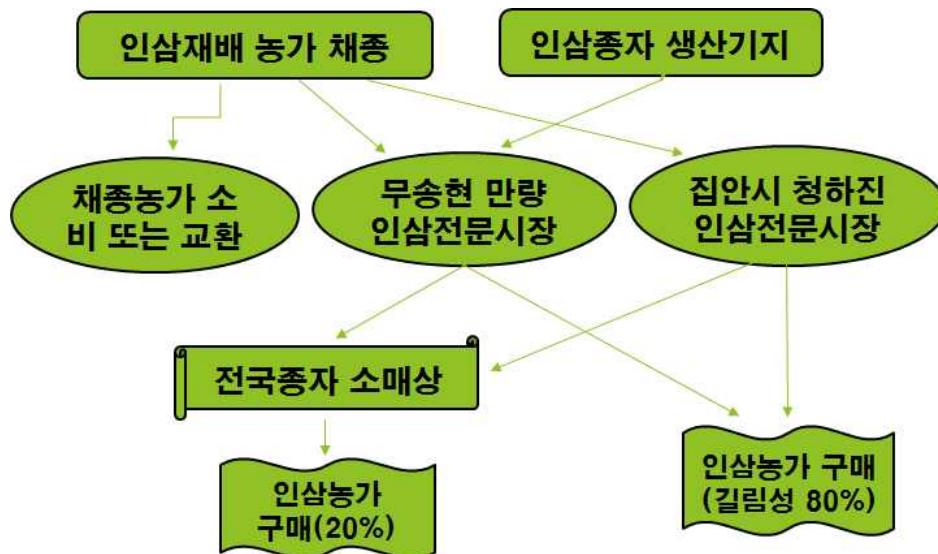 인삼재배 농가 채종
인삼종자 생산기지
채종농가 소
비 또는 교환
무송현 만량
인삼전문시장
집안시 청하진
인삼전문시장
전국종자 소매상
인삼농가
구매(20%)
인삼농가 구매
(길림성 80%)